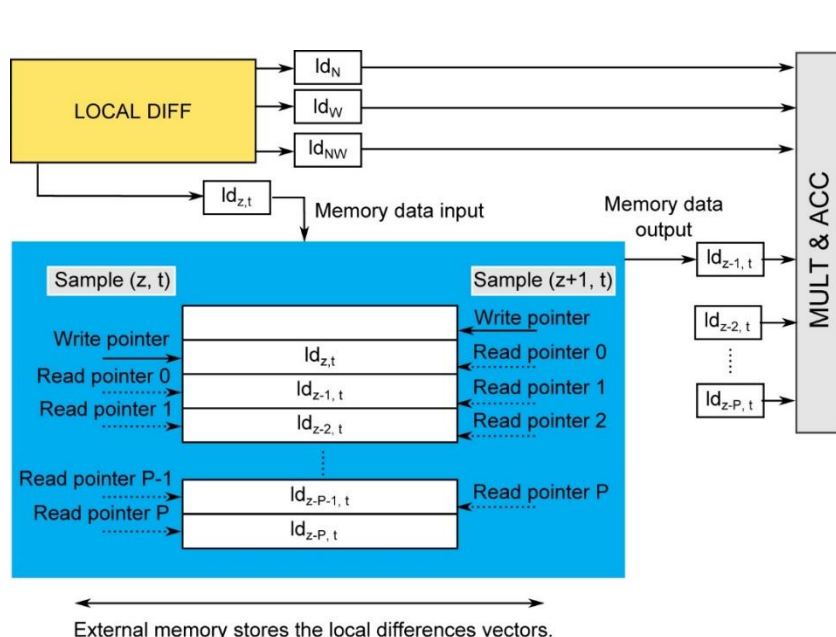 LOCAL DIFF
ld_N
ld_W
ld_NW
ld_z,t
Memory data input
Memory data
output
ld_z-1, t
ld_z-2, t
ld_z-P, t
MULT & ACC
Sample (z, t)
Sample (z+1, t)
Write pointer
Read pointer 0
Read pointer 1
Read pointer P-1
Read pointer P
ld_z,t
ld_z-1, t
ld_z-2, t
ld_z-P-1, t
ld_z-P, t
Write pointer
Read pointer 0
Read pointer 1
Read pointer 2
Read pointer P
External memory stores the local differences vectors.